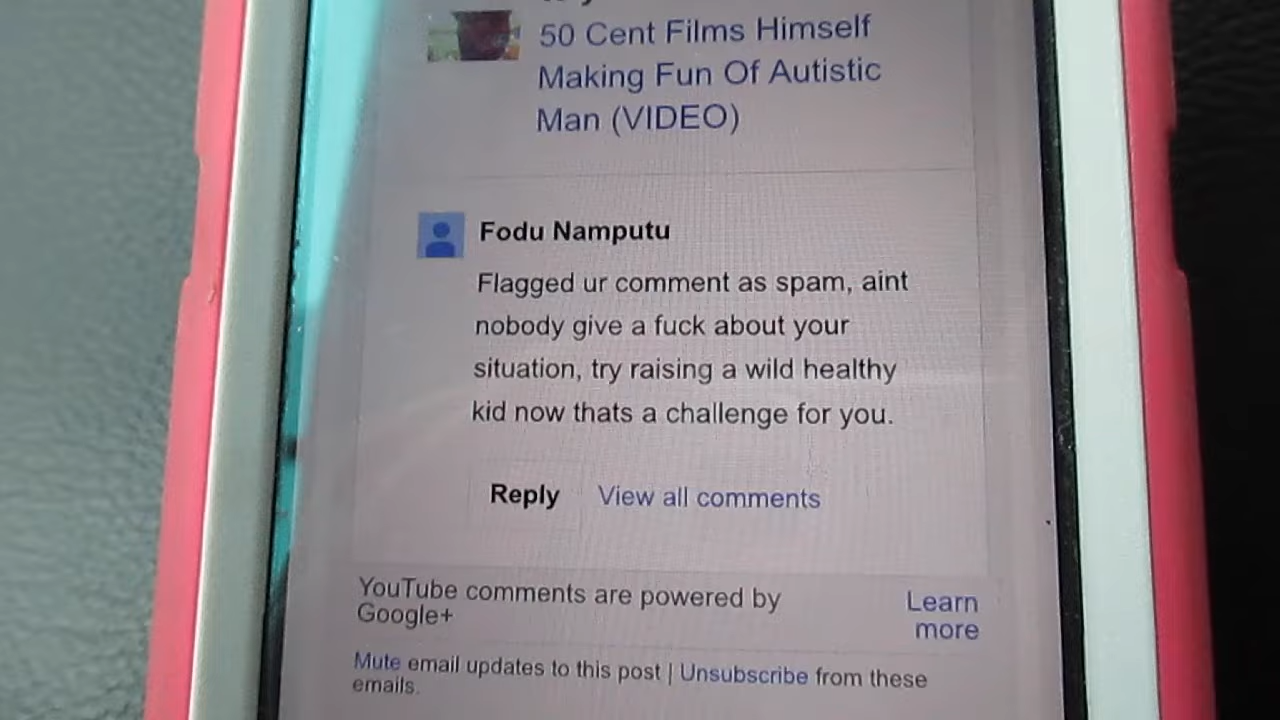 50 Cent Films Himself
Making Fun Of Autistic
Man (VIDEO)
Fodu Namputu
Flagged ur comment as spam, aint
nobody give a fuck about your
situation, try raising a wild healthy
kid now thats a challenge for you.
Reply View all comments
YouTube comments are powered by
Google+
Learn
more
Mute email updates to this post | Unsubscribe from these
emails.